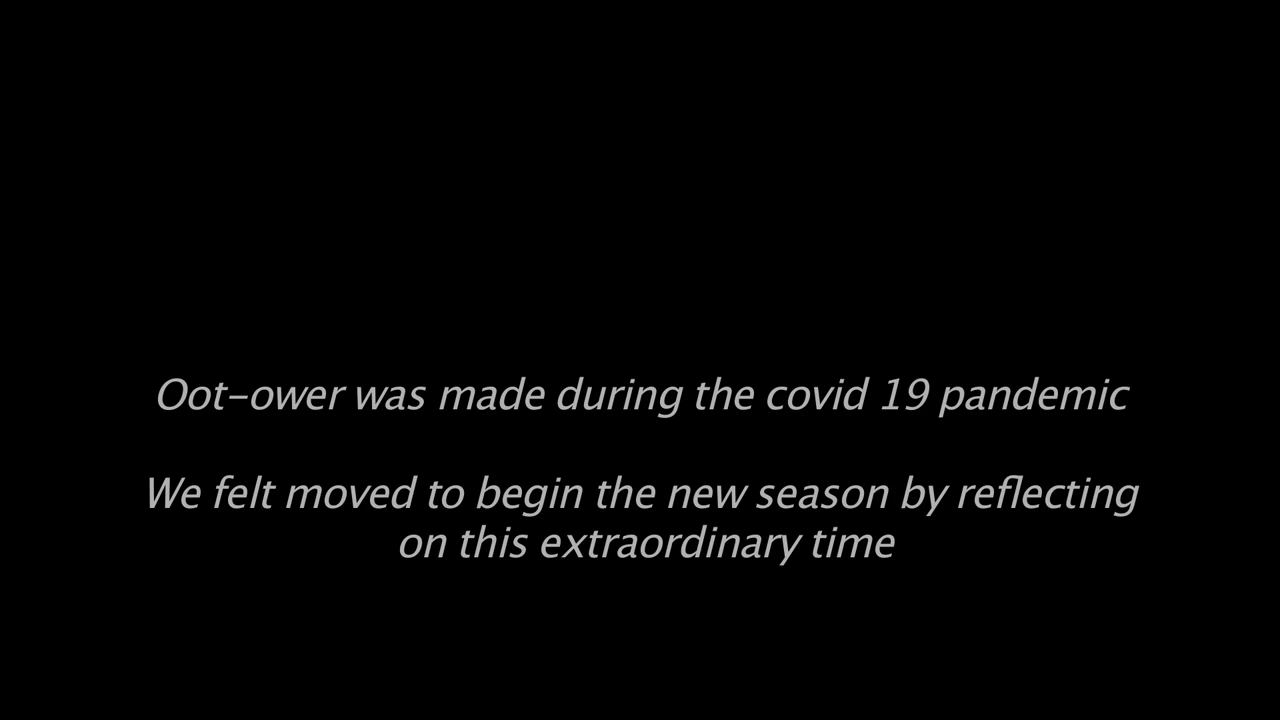 Oot-ower was made during the covid 19 pandemic
We felt moved to begin the new season by reflecting
on this extraordinary time